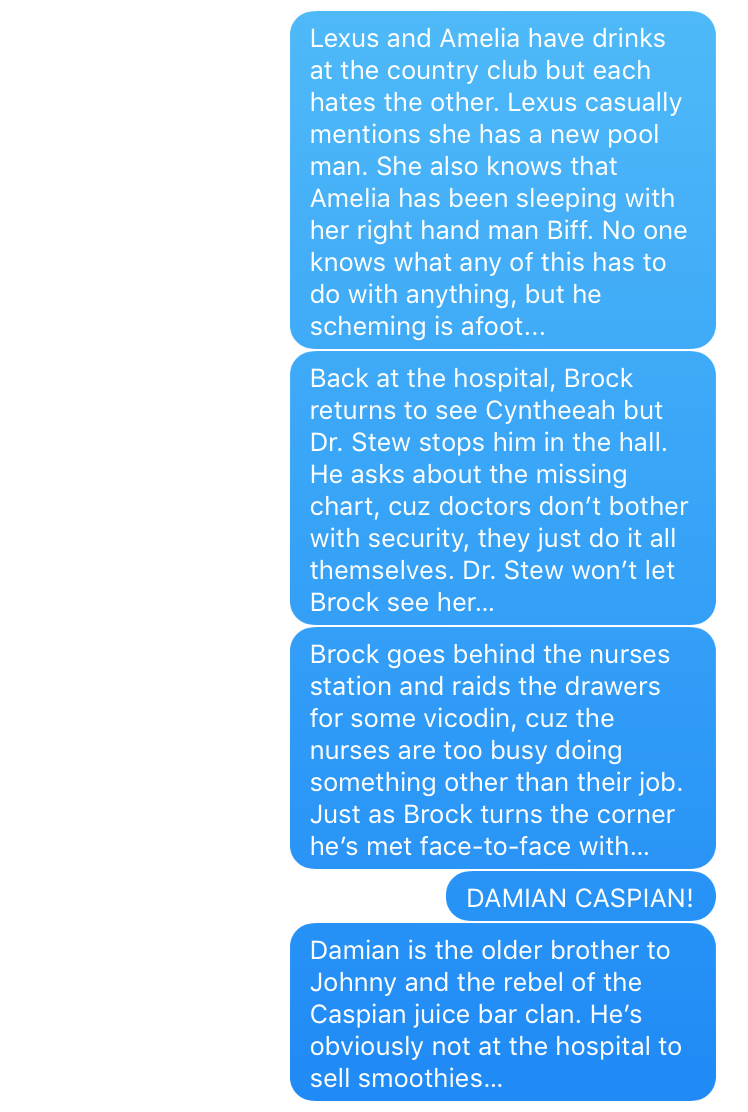 Lexus and Amelia have drinks
at the country club but each
hates the other. Lexus casually
mentions she has a new pool
man. She also knows that
Amelia has been sleeping with
her right hand man Biff. No one
knows what any of this has to
do with anything, but he
scheming is afoot...
Back at the hospital, Brock
returns to see Cyntheeah but
Dr. Stew stops him in the hall.
He asks about the missing
chart, cuz doctors don’t bother
with security, they just do it all
themselves. Dr. Stew won’t let
Brock see her...
Brock goes behind the nurses
station and raids the drawers
for some vicodin, cuz the
nurses are too busy doing
something other than their job.
Just as Brock turns the corner
he’s met face-to-face with...
DAMIAN CASPIAN!
Damian is the older brother to
Johnny and the rebel of the
Caspian juice bar clan. He’s
obviously not at the hospital to
sell smoothies...